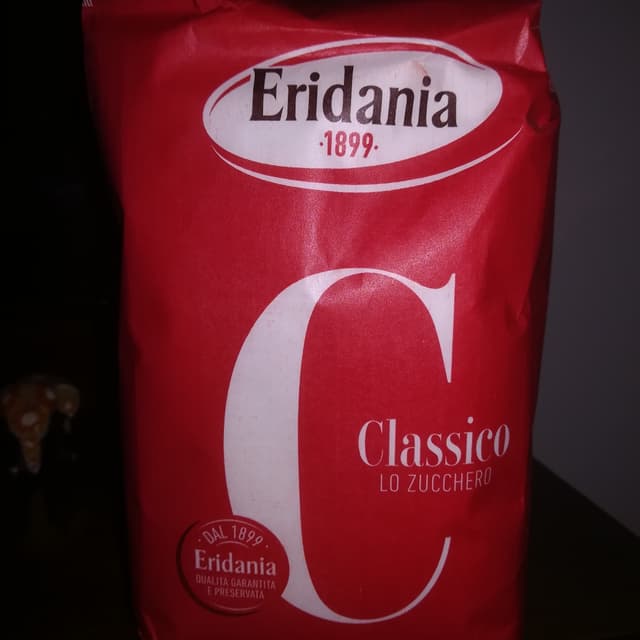 Eridania
·1899·
C
Classico
LO ZUCCHERO
·DAL 1899·
Eridania
QUALITÀ GARANTITA
E PRESERVATA